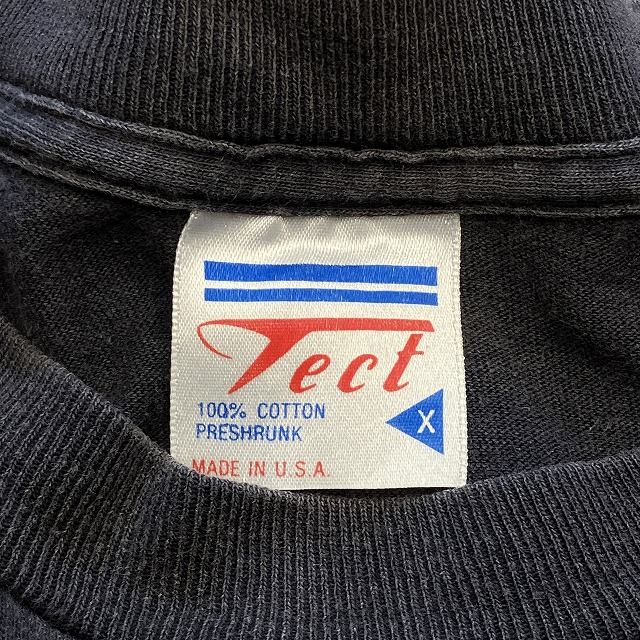 Tect
100% COTTON
PRESHRUNK
X
MADE IN U.S.A.